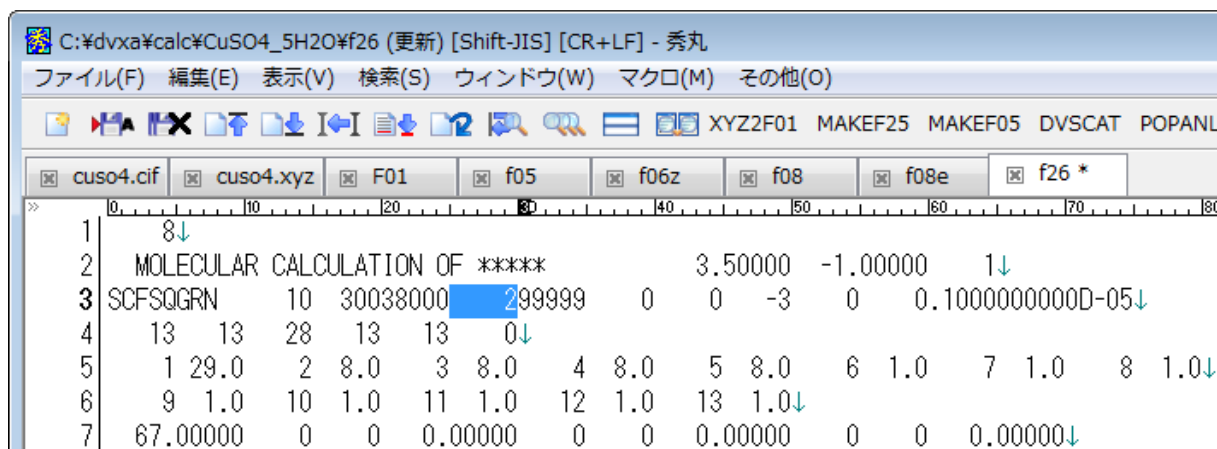 C:¥dvxa¥calc¥CuSO4_5H2O¥f26 (更新) [Shift-JIS] [CR+LF] - 秀丸
ファイル(F) 編集(E) 表示(V) 検索(S) ウィンドウ(W) マクロ(M) その他(O)
XYZ2F01 MAKEF25 MAKEF05 DVSCAT POPANL
cuso4.cif cuso4.xyz F01 f05 f06z f08 f08e f26 *
0 10 20 30 40 50 60 70 80
1 8↓
2 MOLECULAR CALCULATION OF ***** 3.50000 -1.00000 1↓
3 SCFSQGRN 10 30038000 299999 0 0 -3 0 0.1000000000D-05↓
4 13 13 28 13 13 0↓
5 1 29.0 2 8.0 3 8.0 4 8.0 5 8.0 6 1.0 7 1.0 8 1.0↓
6 9 1.0 10 1.0 11 1.0 12 1.0 13 1.0↓
7 67.00000 0 0 0.00000 0 0 0.00000 0 0 0.00000↓